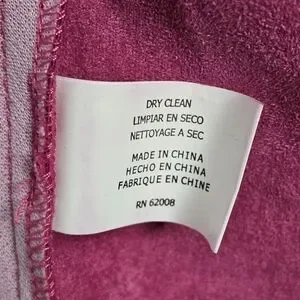 DRY CLEAN
LIMPIAR EN SECO
NETTOYAGE A SEC
MADE IN CHINA
HECHO EN CHINA
FABRIQUE EN CHINE
RN 62008